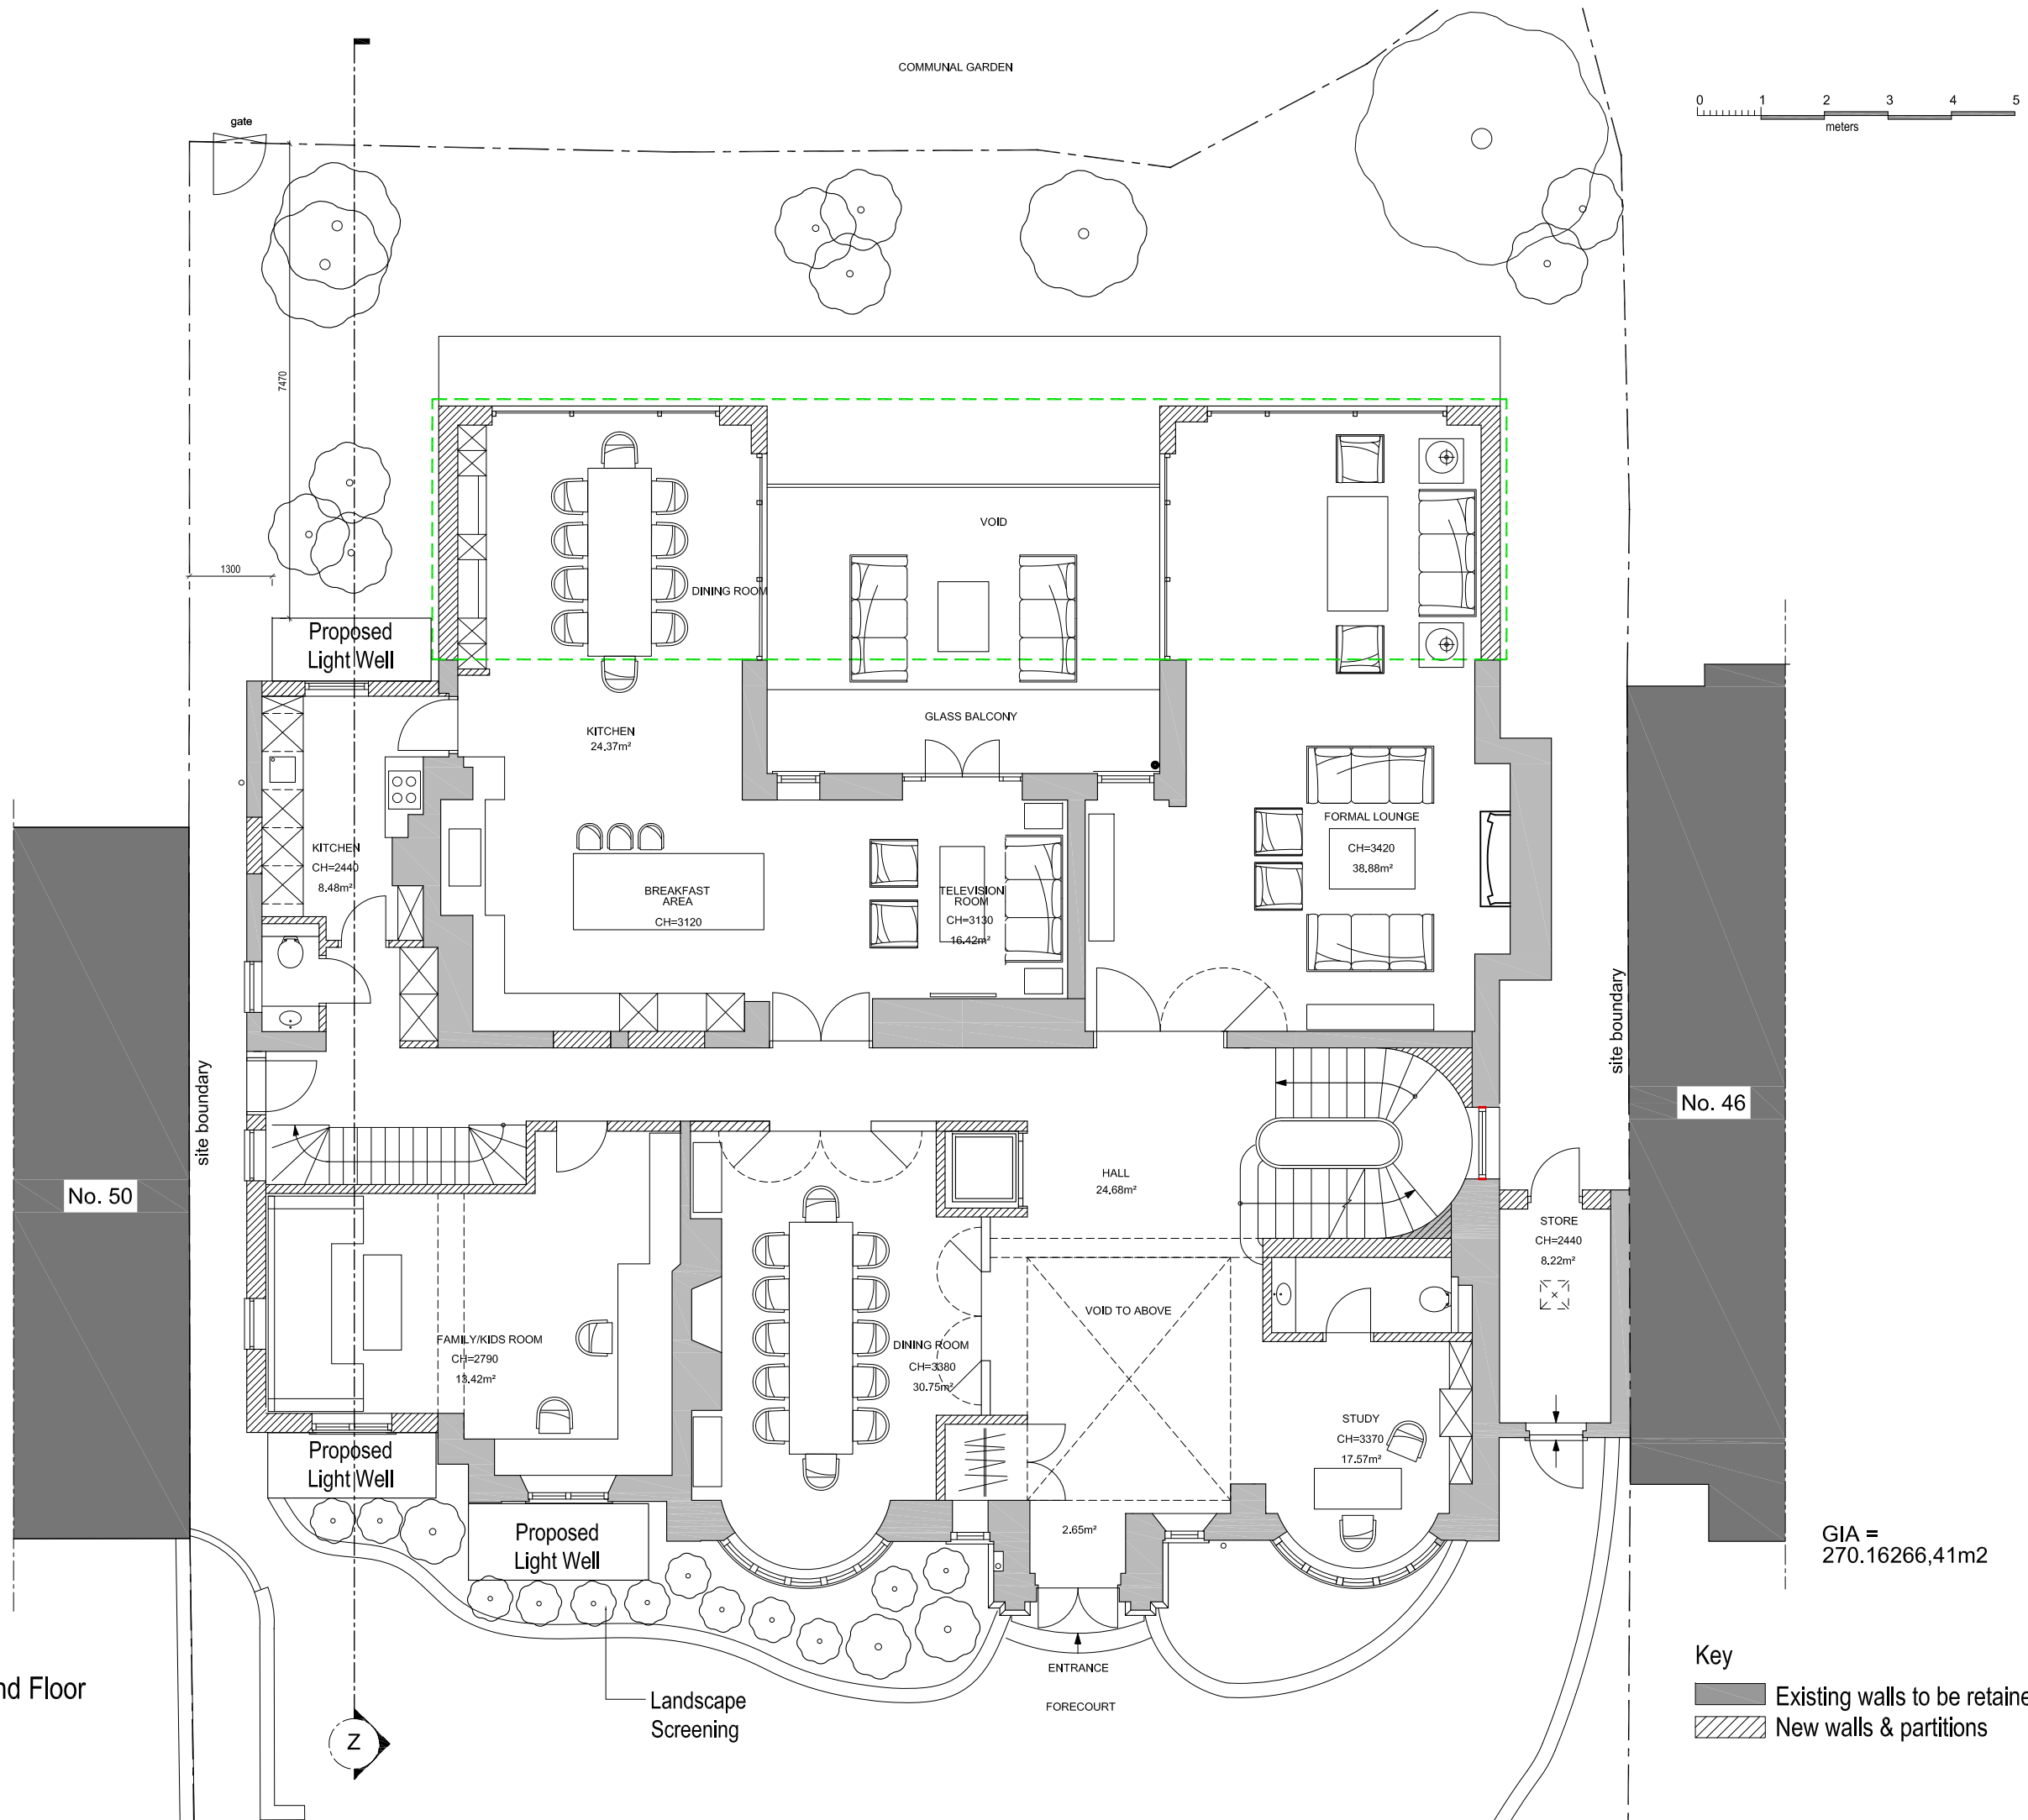 COMMUNAL GARDEN
0 1 2 3 4 5
meters
gate
7470
1300
VOID
DINING ROOM
Proposed
Light Well
GLASS BALCONY
KITCHEN
24.37m²
FORMAL LOUNGE
CH=3420
38.88m²
KITCHEN
CH=2440
8.48m²
BREAKFAST
AREA
CH=3120
TELEVISION
ROOM
CH=3130
16.42m²
site boundary
site boundary
No. 46
No. 50
HALL
24.68m²
STORE
CH=2440
8.22m²
VOID TO ABOVE
FAMILY/KIDS ROOM
CH=2790
13.42m²
DINING ROOM
CH=3380
30.75m²
STUDY
CH=3370
17.57m²
Proposed
Light Well
Proposed
Light Well
2.65m²
GIA =
270.16266,41m2
ENTRANCE
FORECOURT
Landscape
Screening
nd Floor
Z
Key
Existing walls to be retaine
New walls & partitions